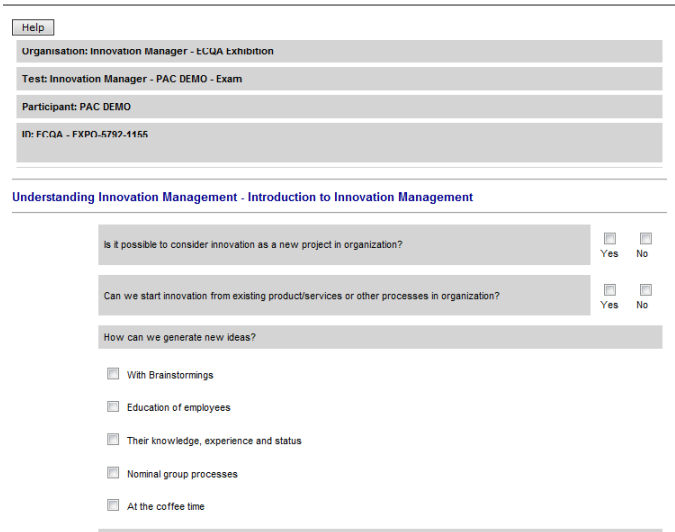 Help
Organisation: Innovation Manager - ECQA Exhibition
Test: Innovation Manager - PAC DEMO - Exam
Participant: PAC DEMO
ID: ECQA - EXPO-5792-1155
Understanding Innovation Management - Introduction to Innovation Management
Is it possible to consider innovation as a new project in organization?
Yes No
Can we start innovation from existing product/services or other processes in organization?
Yes No
How can we generate new ideas?
With Brainstormings
Education of employees
Their knowledge, experience and status
Nominal group processes
At the coffee time